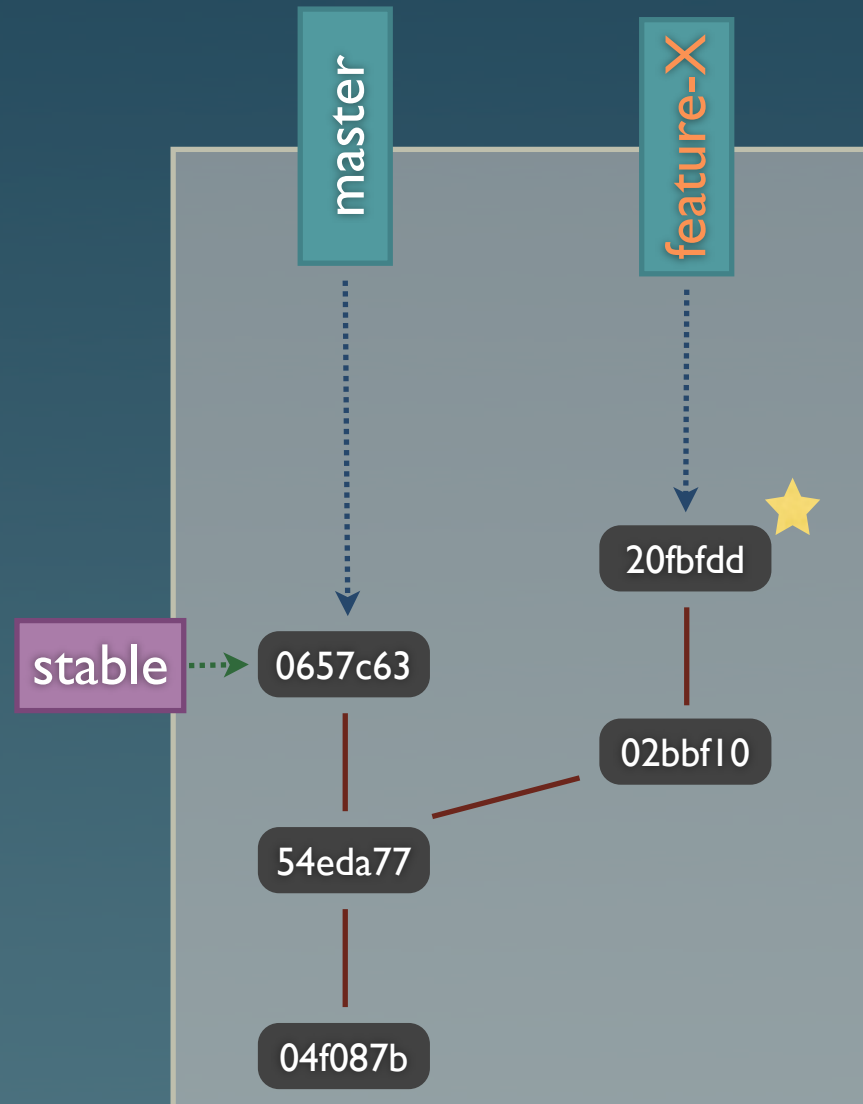 master
feature-X
20fbfdd
stable
0657c63
02bbf10
54eda77
04f087b